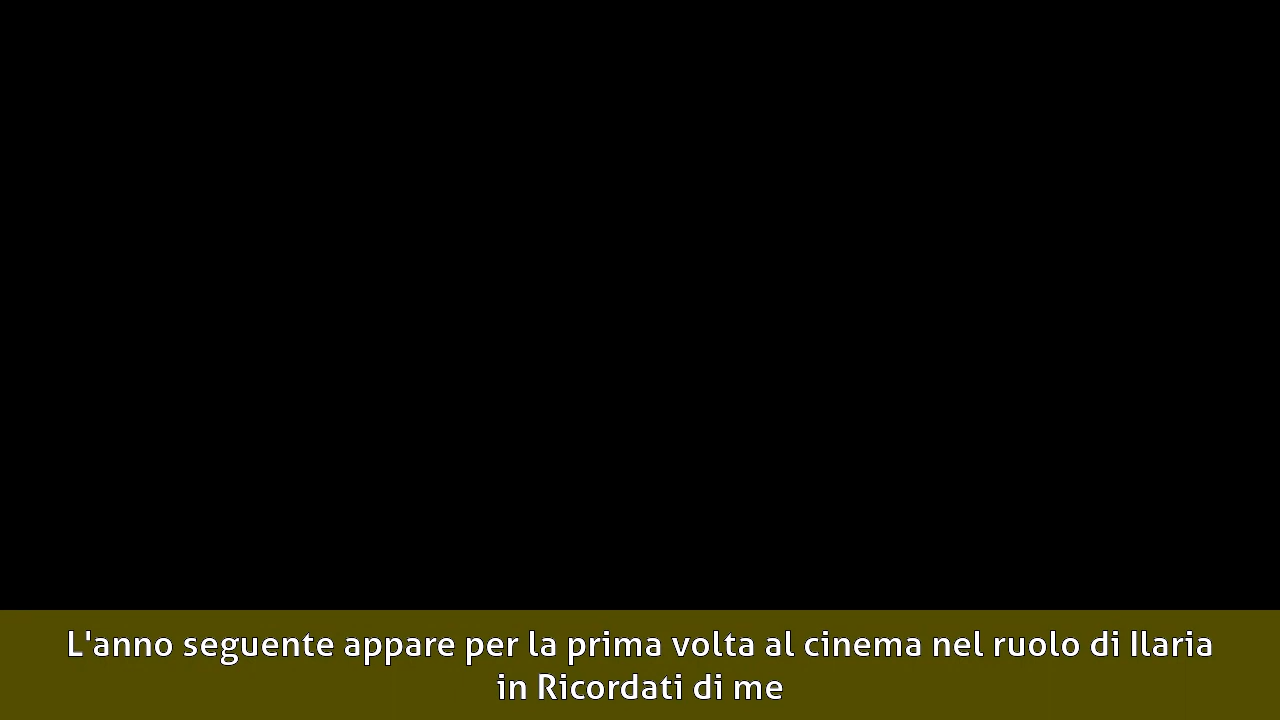 L'anno seguente appare per la prima volta al cinema nel ruolo di Ilaria
in Ricordati di me